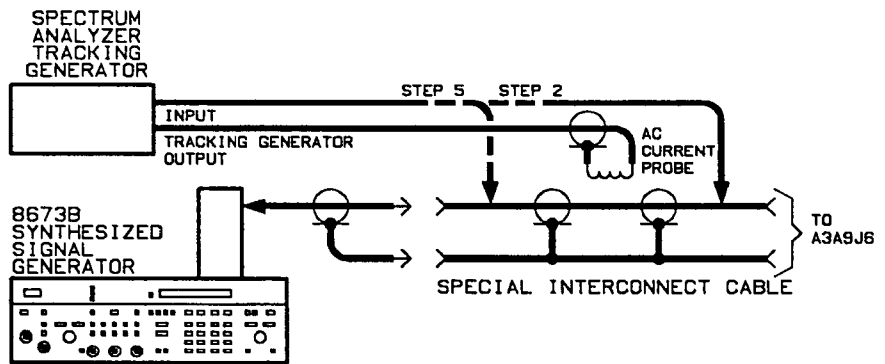 SPECTRUM
ANALYZER
TRACKING
GENERATOR
STEP 5
STEP 2
INPUT
TRACKING GENERATOR
OUTPUT
AC
CURRENT
PROBE
8673B
SYNTHESIZED
SIGNAL
GENERATOR
TO
A3A9J6
SPECIAL INTERCONNECT CABLE